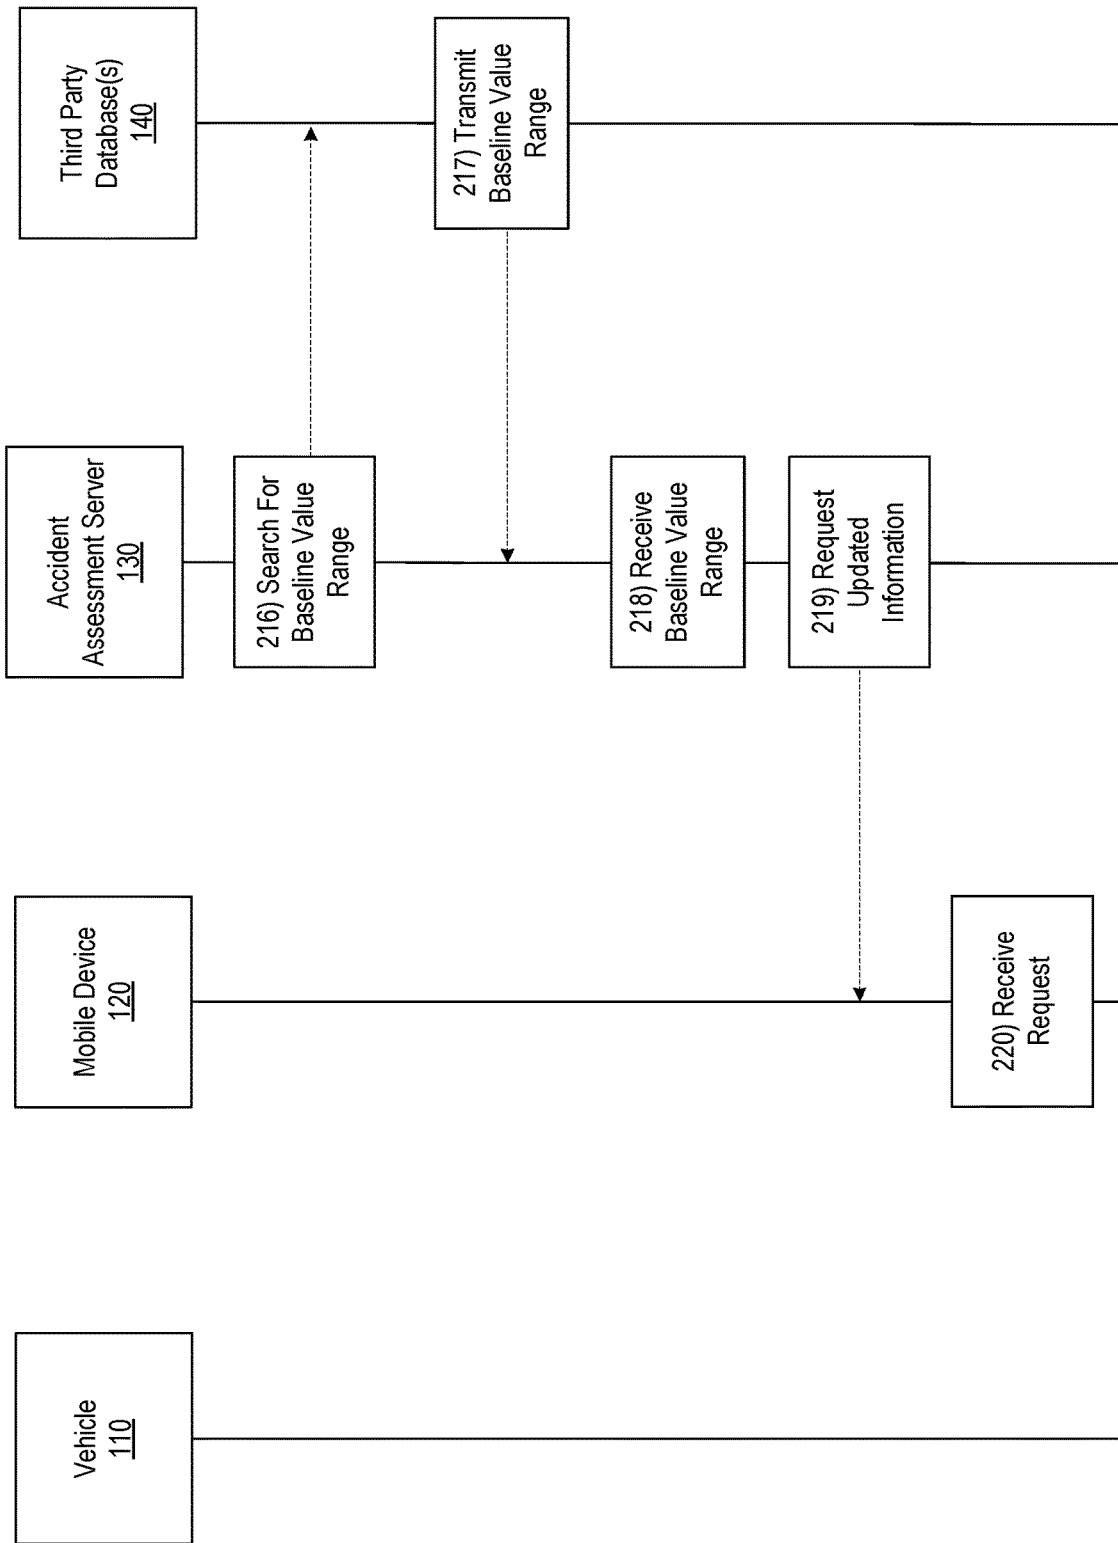 Vehicle
110
Mobile Device
120
Accident
Assessment Server
130
Third Party
Database(s)
140
216) Search For
Baseline Value
Range
217) Transmit
Baseline Value
Range
218) Receive
Baseline Value
Range
219) Request
Updated
Information
220) Receive
Request